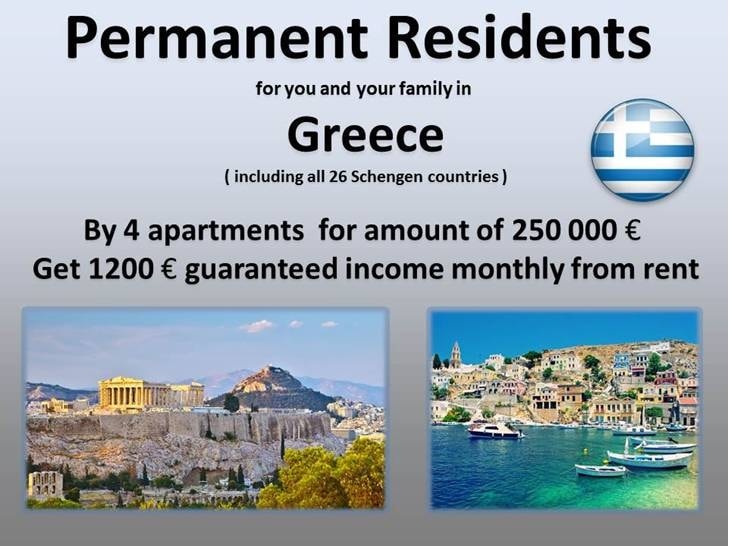 Permanent Residents
for you and your family in
Greece
( including all 26 Schengen countries )
By 4 apartments for amount of 250 000 €
Get 1200 € guaranteed income monthly from rent